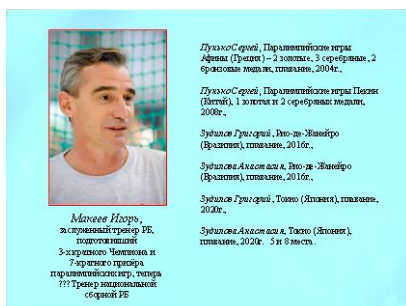 Пунько Сергей, Паралимпийские игры
Афины (Греция) – 2 золотые, 3 серебряные, 2
бронзовые медали, плавание, 2004г.,
Пунько Сергей, Паралимпийские игры Пекин
(Китай), 1 золотая и 2 серебряных медали,
2008г.,
Зудилов Григорий, Рио-де-Жанейро
(Бразилия), плавание, 2016г.,
Зудилова Анастасия, Рио-де-Жанейро
(Бразилия), плавание, 2016г.,
Зудилов Григорий, Токио (Япония), плавание,
2020г.,
Зудилова Анастасия, Токио (Япония),
плавание, 2020г. 5 и 8 места.
Макеев Игорь,
заслуженный тренер РБ,
подготовивший
3-х кратного Чемпиона и
7-кратного призёра
паралимпийских игр, теперь
??? Тренер национальной
сборной РБ